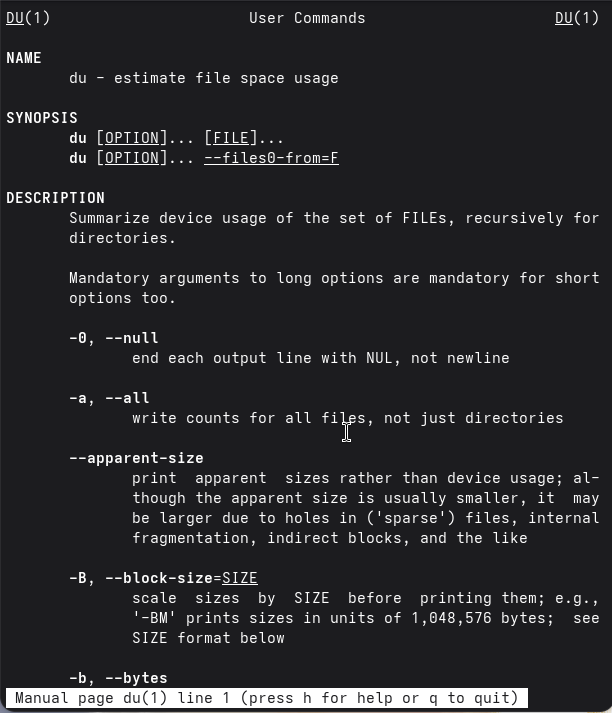 DU(1) User Commands DU(1)
NAME
du - estimate file space usage
SYNOPSIS
du [OPTION]... [FILE]...
du [OPTION]... --files0-from=F
DESCRIPTION
Summarize device usage of the set of FILEs, recursively for
directories.
Mandatory arguments to long options are mandatory for short
options too.
-0, --null
end each output line with NUL, not newline
-a, --all
write counts for all files, not just directories
--apparent-size
print apparent sizes rather than device usage; al-
though the apparent size is usually smaller, it may
be larger due to holes in ('sparse') files, internal
fragmentation, indirect blocks, and the like
-B, --block-size=SIZE
scale sizes by SIZE before printing them; e.g.,
'-BM' prints sizes in units of 1,048,576 bytes; see
SIZE format below
-b, --bytes
Manual page du(1) line 1 (press h for help or q to quit)